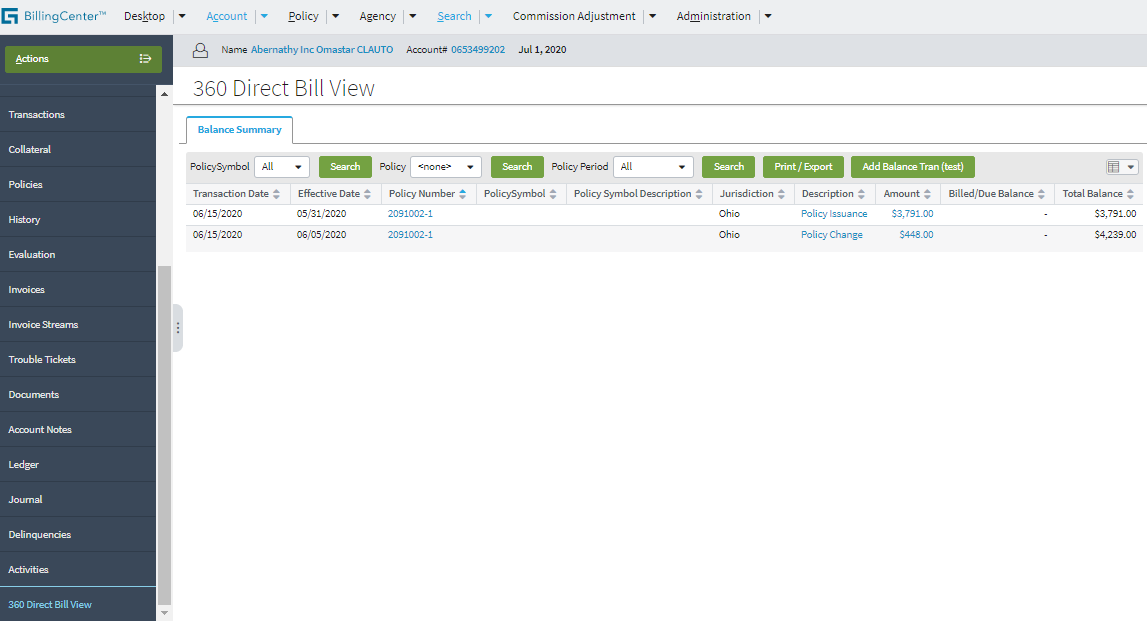 BillingCenter™ Desktop Account Policy Agency Search Commission Adjustment Administration
Actions
Name Abernathy Inc Omastar CLAUTO Account# 0653499202 Jul 1, 2020
360 Direct Bill View
Transactions
Collateral
Policies
History
Evaluation
Invoices
Invoice Streams
Trouble Tickets
Documents
Account Notes
Ledger
Journal
Delinquencies
Activities
360 Direct Bill View
Balance Summary
PolicySymbol All Search Policy <none> Search Policy Period All Search Print / Export Add Balance Tran (test)
Transaction Date Effective Date Policy Number PolicySymbol Policy Symbol Description Jurisdiction Description Amount Billed/Due Balance Total Balance
06/15/2020 05/31/2020 2091002-1 Ohio Policy Issuance $3,791.00 - $3,791.00
06/15/2020 06/05/2020 2091002-1 Ohio Policy Change $448.00 - $4,239.00